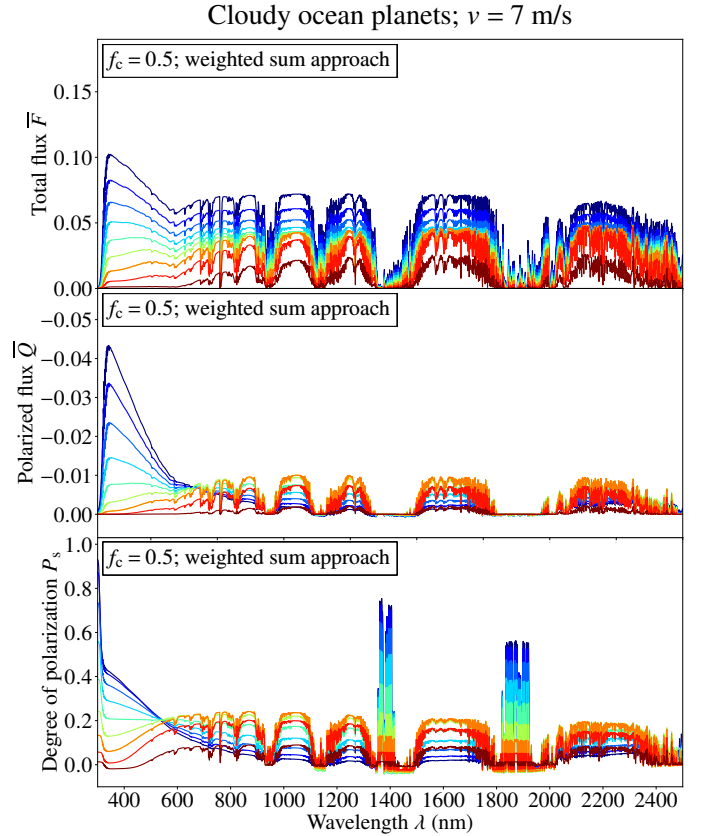 Cloudy ocean planets; v = 7 m/s
f_c = 0.5; weighted sum approach
Total flux F̅
0.15
0.10
0.05
0.00
f_c = 0.5; weighted sum approach
Polarized flux Q̅
−0.05
−0.04
−0.03
−0.02
−0.01
0.00
f_c = 0.5; weighted sum approach
Degree of polarization P_s
1.0
0.8
0.6
0.4
0.2
0.0
400 600 800 1000 1200 1400 1600 1800 2000 2200 2400
Wavelength λ (nm)